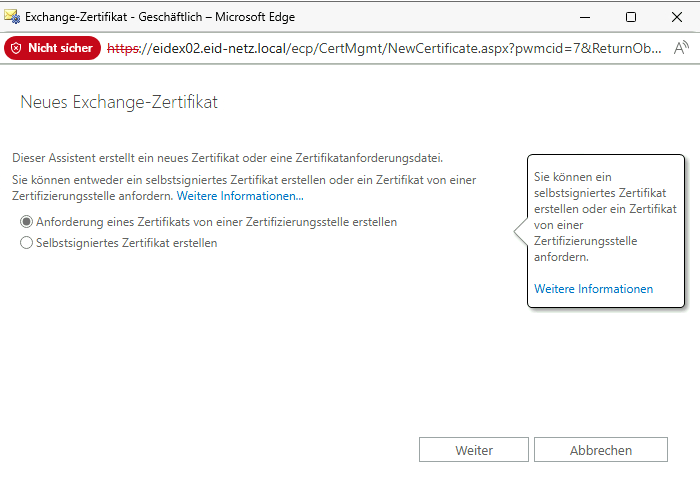 Exchange-Zertifikat - Geschäftlich – Microsoft Edge
Nicht sicher https://eidex02.eid-netz.local/ecp/CertMgmt/NewCertificate.aspx?pwmcid=7&ReturnOb...
Neues Exchange-Zertifikat
Dieser Assistent erstellt ein neues Zertifikat oder eine Zertifikatanforderungsdatei.
Sie können entweder ein selbstsigniertes Zertifikat erstellen oder ein Zertifikat von einer
Zertifizierungsstelle anfordern. Weitere Informationen...
Anforderung eines Zertifikats von einer Zertifizierungsstelle erstellen
Selbstsigniertes Zertifikat erstellen
Sie können ein
selbstsigniertes Zertifikat
erstellen oder ein Zertifikat
von einer
Zertifizierungsstelle
anfordern.
Weitere Informationen
Weiter
Abbrechen